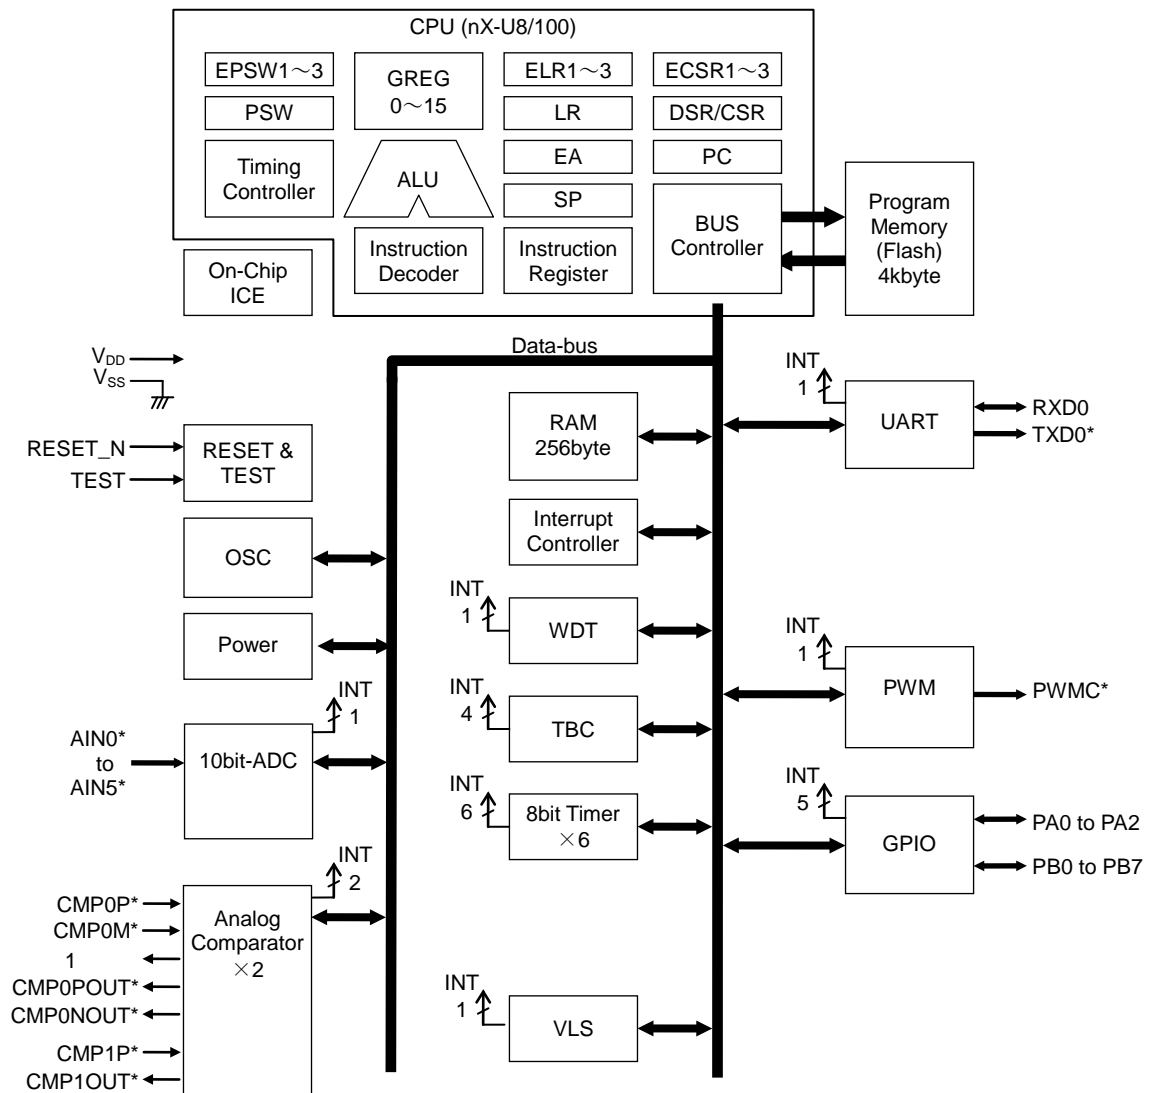 CPU (nX-U8/100)
EPSW1～3
GREG
0～15
ELR1～3
ECSR1～3
PSW
LR
DSR/CSR
Timing
Controller
ALU
EA
PC
SP
BUS
Controller
Program
Memory
(Flash)
4kbyte
On-Chip
ICE
Instruction
Decoder
Instruction
Register
Data-bus
VDD
VSS
RESET_N
TEST
RESET &
TEST
OSC
Power
INT
1
AIN0*
to
AIN5*
10bit-ADC
INT
2
CMP0P*
CMP0M*
1
CMP0POUT*
CMP0NOUT*
CMP1P*
CMP1OUT*
Analog
Comparator
×2
RAM
256byte
Interrupt
Controller
INT
1
WDT
INT
4
TBC
INT
6
8bit Timer
×6
INT
1
VLS
INT
1
UART
RXD0
TXD0*
INT
1
PWM
PWMC*
INT
5
GPIO
PA0 to PA2
PB0 to PB7